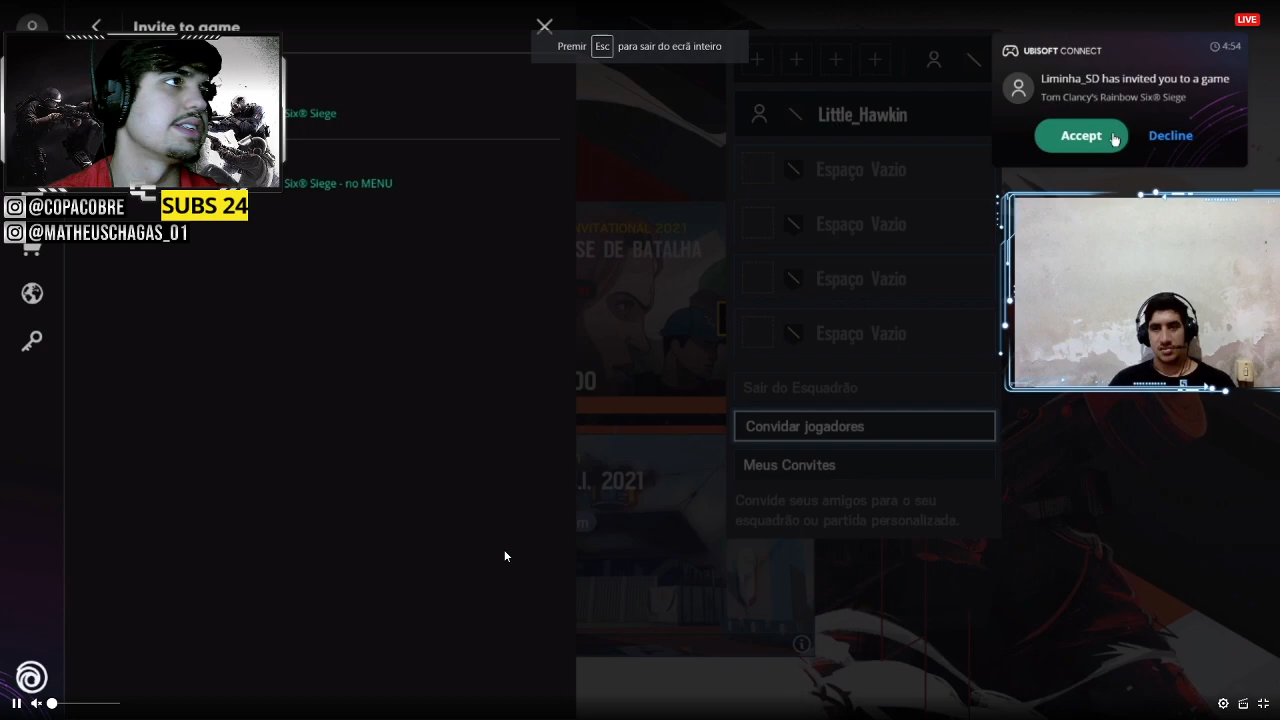 Invite to game
Six® Siege
Six® Siege - no MENU
@COPACOBRE
SUBS 24
@MATHEUSCHAGAS_01
Premir Esc para sair do ecrã inteiro
Little_Hawkin
Espaço Vazio
Espaço Vazio
Espaço Vazio
Espaço Vazio
Sair do Esquadrão
Convidar jogadores
Meus Convites
Convide seus amigos para o seu
esquadrão ou partida personalizada.
INVITATIONAL 2021
SE DE BATALHA
00
.I. 2021
m
LIVE
UBISOFT CONNECT
4:54
Liminha_SD has invited you to a game
Tom Clancy's Rainbow Six® Siege
Accept
Decline